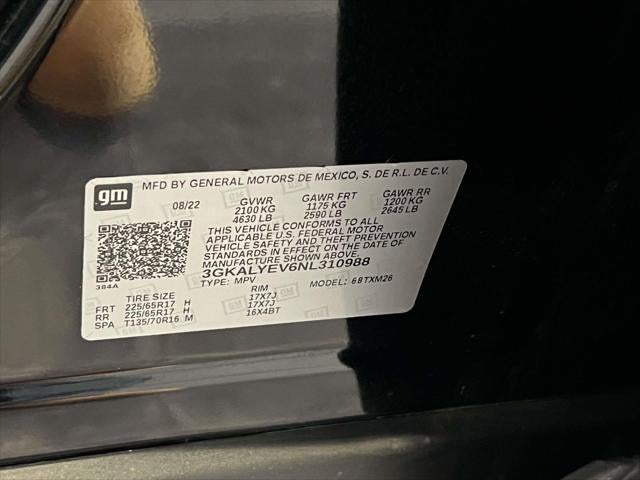 gm
MFD BY GENERAL MOTORS DE MEXICO, S. DE R.L. DE C.V.
08/22 GVWR GAWR FRT GAWR RR
2100 KG 1175 KG 1200 KG
4630 LB 2590 LB 2645 LB
THIS VEHICLE CONFORMS TO ALL
APPLICABLE U.S. FEDERAL MOTOR
VEHICLE SAFETY AND THEFT PREVENTION
STANDARDS IN EFFECT ON THE DATE OF
MANUFACTURE SHOWN ABOVE.
3GKALYEV6NL310988
384A
TYPE: MPV MODEL: 6BTXM26
TIRE SIZE RIM
FRT 225/65R17 H 17X7J
RR 225/65R17 H 17X7J
SPA T135/70R16 M 16X4BT